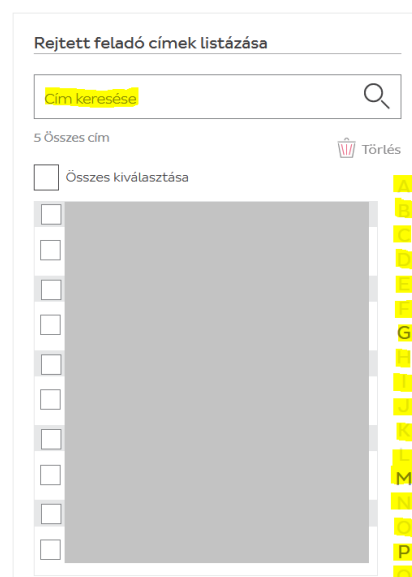 Rejtett feladó címek listázása
Cím keresése
5 Összes cím
Törlés
Összes kiválasztása
A
B
C
D
E
F
G
H
I
J
K
L
M
N
O
P